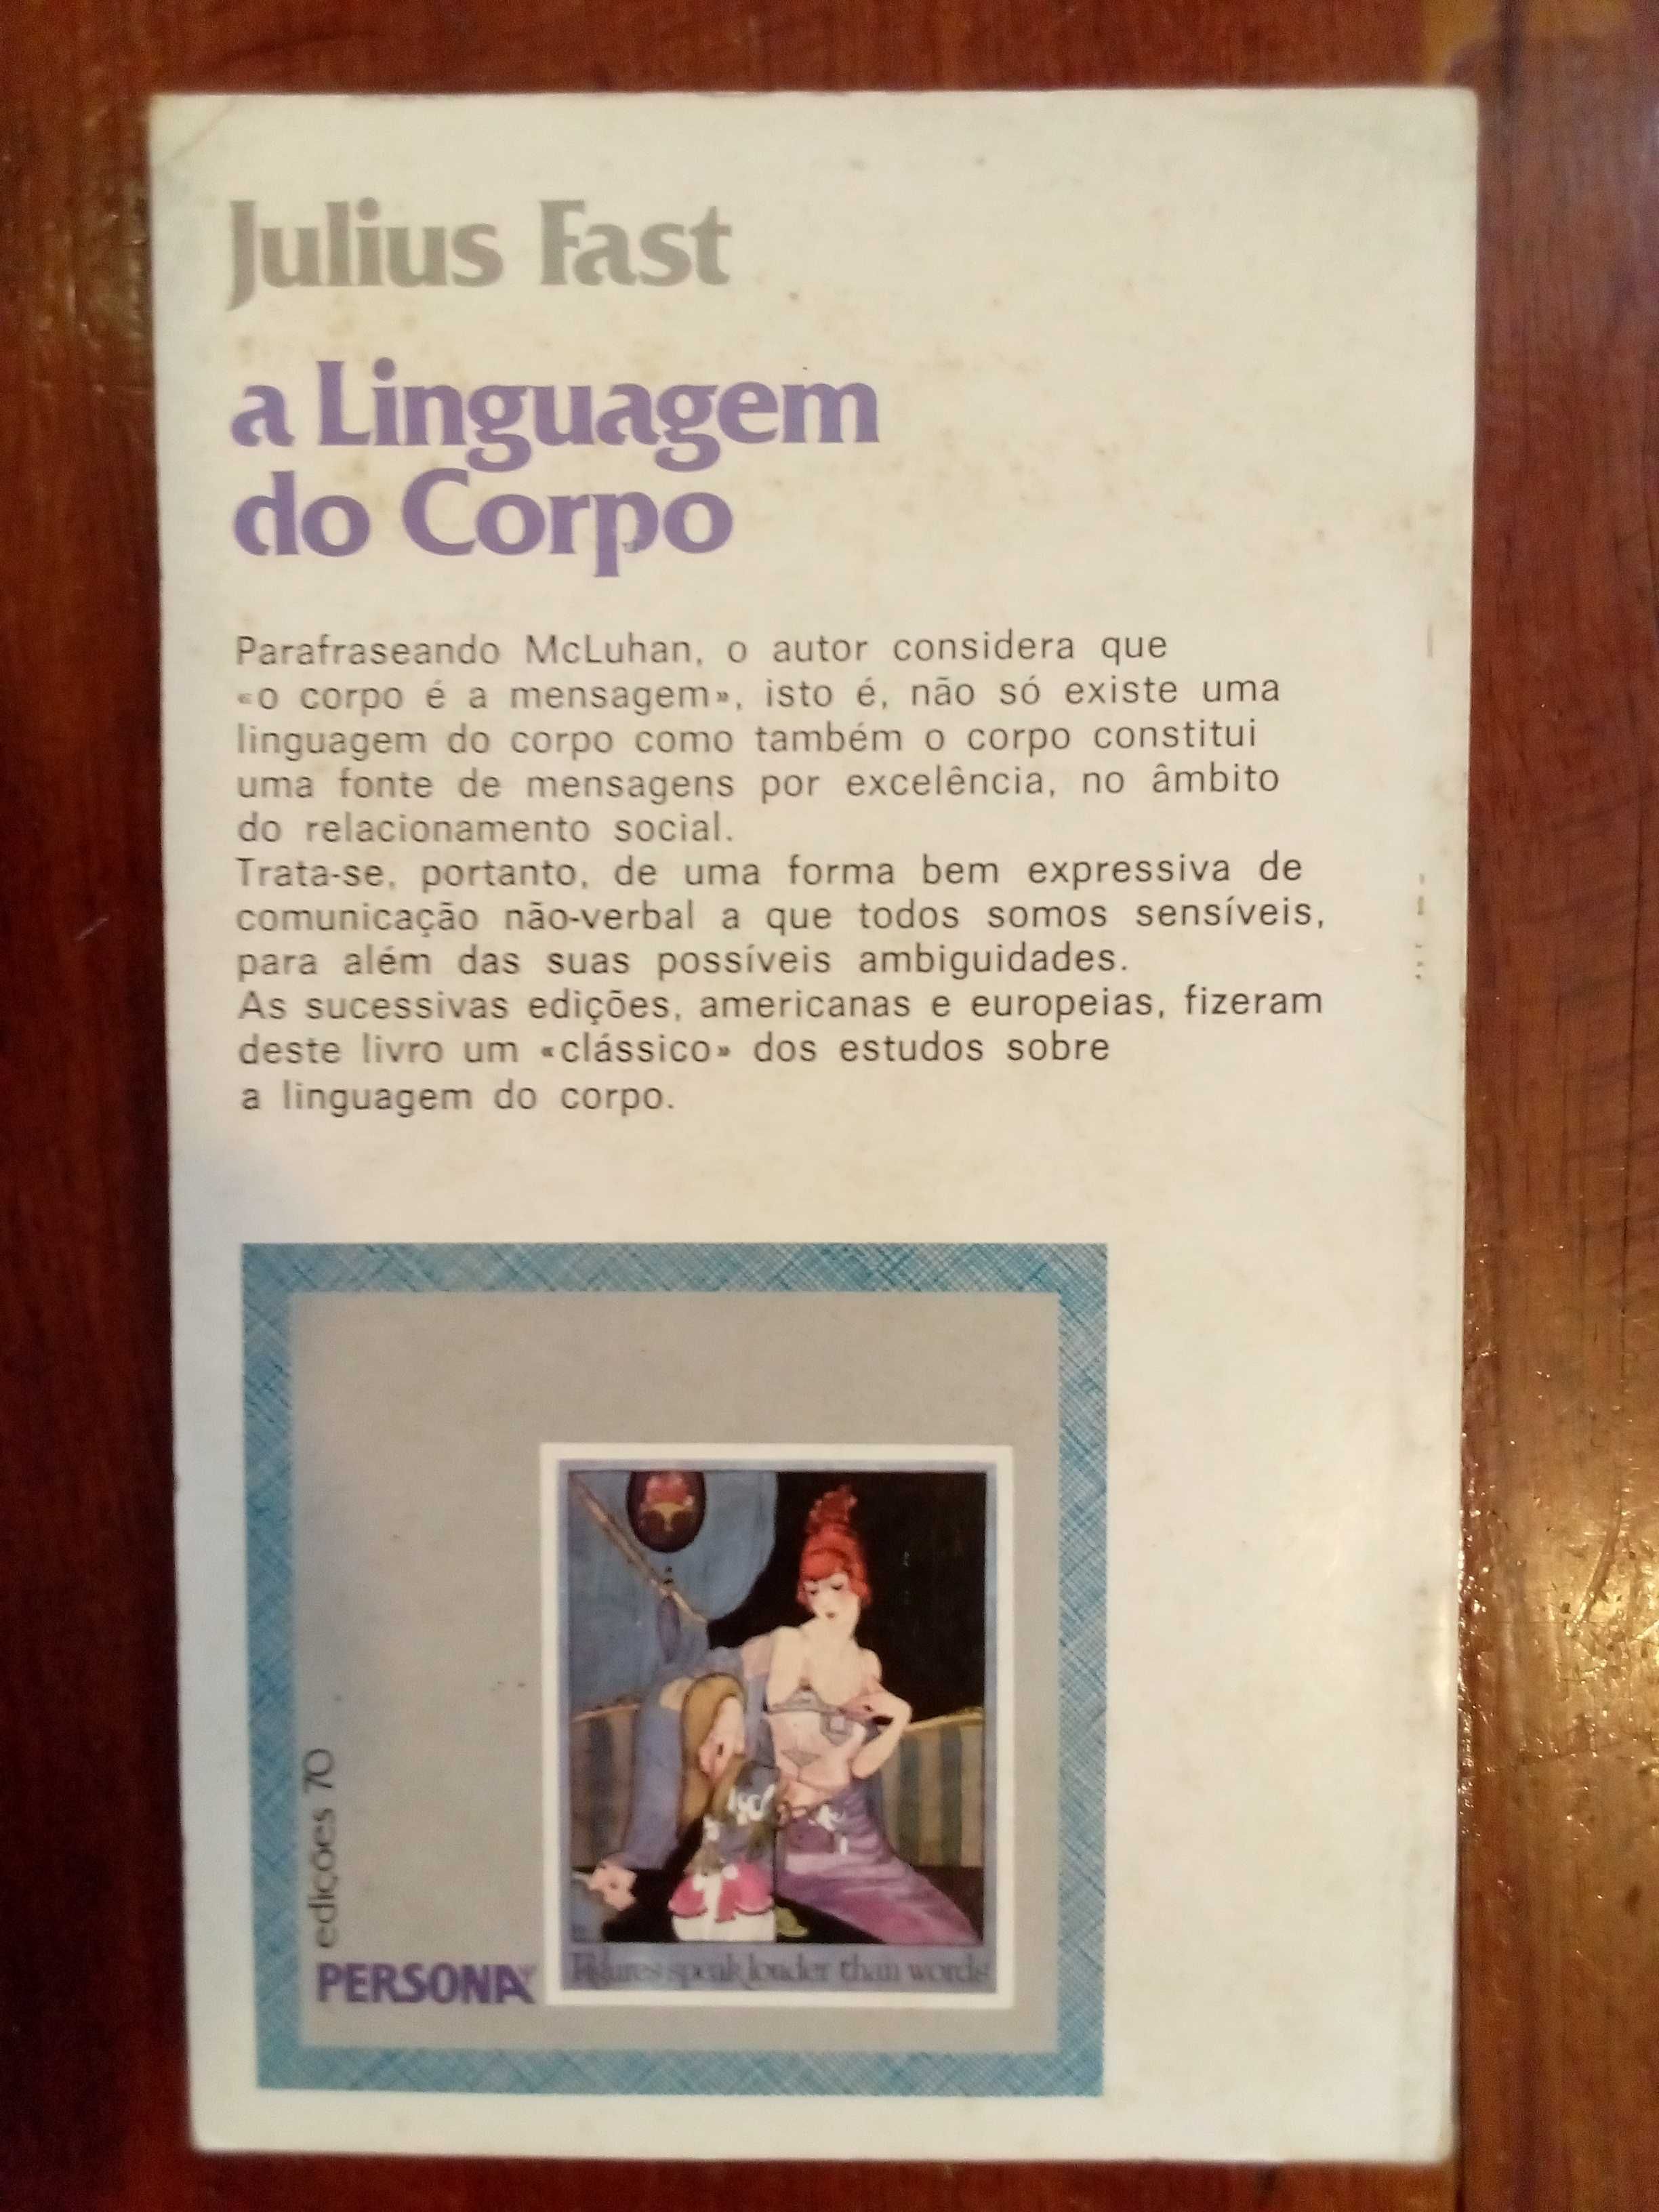 Julius Fast
a Linguagem
do Corpo
Parafraseando McLuhan, o autor considera que
«o corpo é a mensagem», isto é, não só existe uma
linguagem do corpo como também o corpo constitui
uma fonte de mensagens por excelência, no âmbito
do relacionamento social.
Trata-se, portanto, de uma forma bem expressiva de
comunicação não-verbal a que todos somos sensíveis,
para além das suas possíveis ambiguidades.
As sucessivas edições, americanas e europeias, fizeram
deste livro um «clássico» dos estudos sobre
a linguagem do corpo.
edições 70
PERSONA
speak louder than words